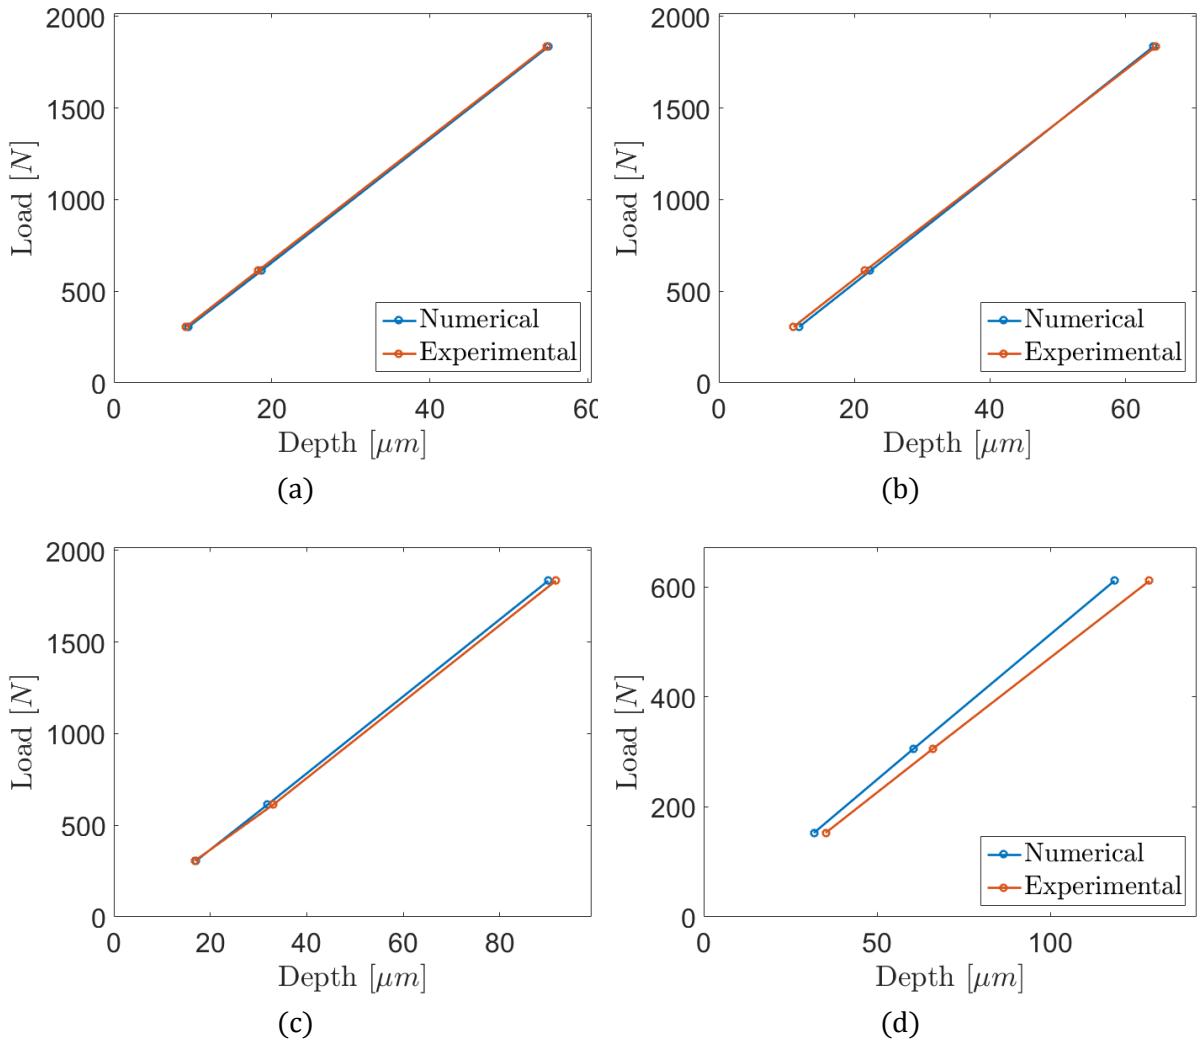 2000
1500
1000
500
0
Load [N]
0 20 40 60
Depth [μm]
Numerical
Experimental
(a)
2000
1500
1000
500
0
Load [N]
0 20 40 60
Depth [μm]
Numerical
Experimental
(b)
2000
1500
1000
500
0
Load [N]
0 20 40 60 80
Depth [μm]
(c)
600
400
200
0
Load [N]
0 50 100
Depth [μm]
Numerical
Experimental
(d)